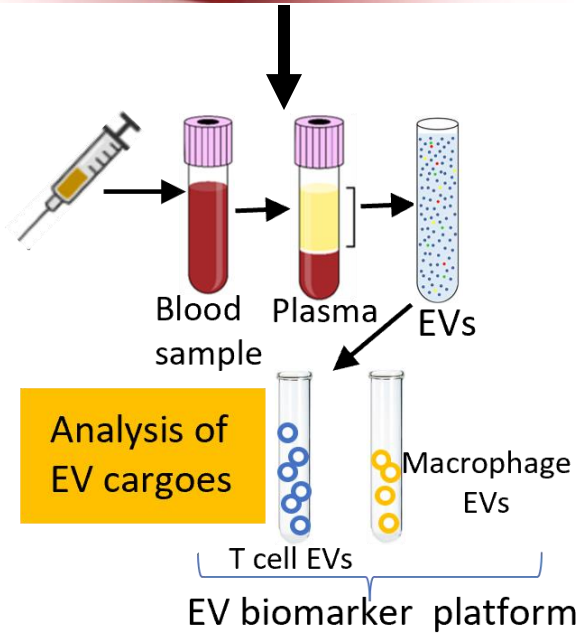 Blood
sample
Plasma
EVs
Analysis of
EV cargoes
Macrophage
EVs
T cell EVs
EV biomarker platform